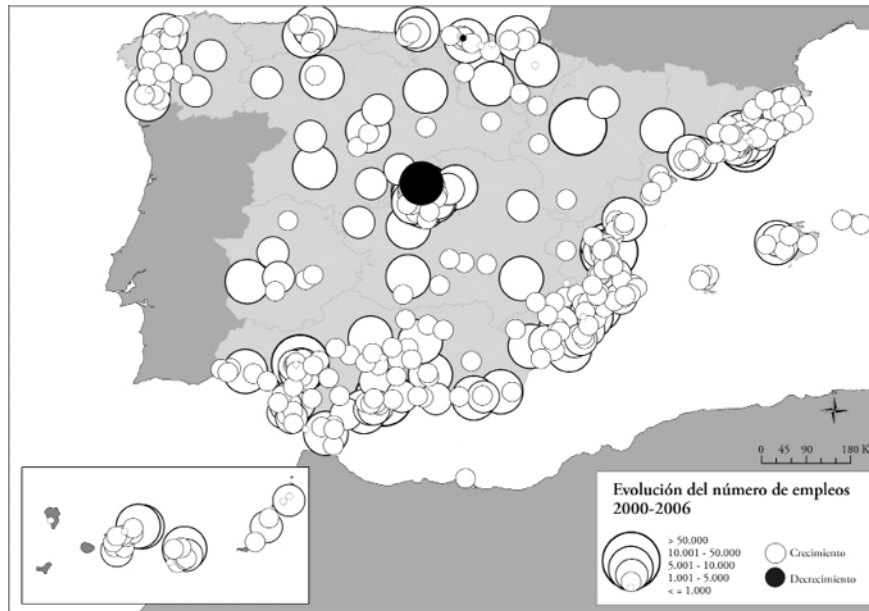 0 45 90 180 K
Evolución del número de empleos
2000-2006
> 50.000
10.001 - 50.000
5.001 - 10.000
1.001 - 5.000
< = 1.000
Crecimiento
Decrecimiento